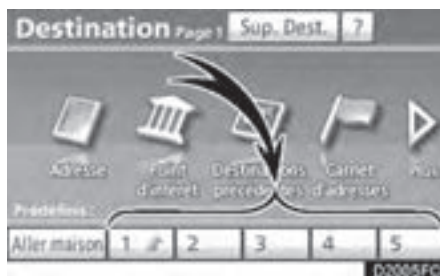 Destination Page 1 Sup. Dest. ?
Adresse Point d'intérêt Destinations précédentes Carnet d'adresses Plus
Prédéfinis:
Aller maison 1 2 3 4 5